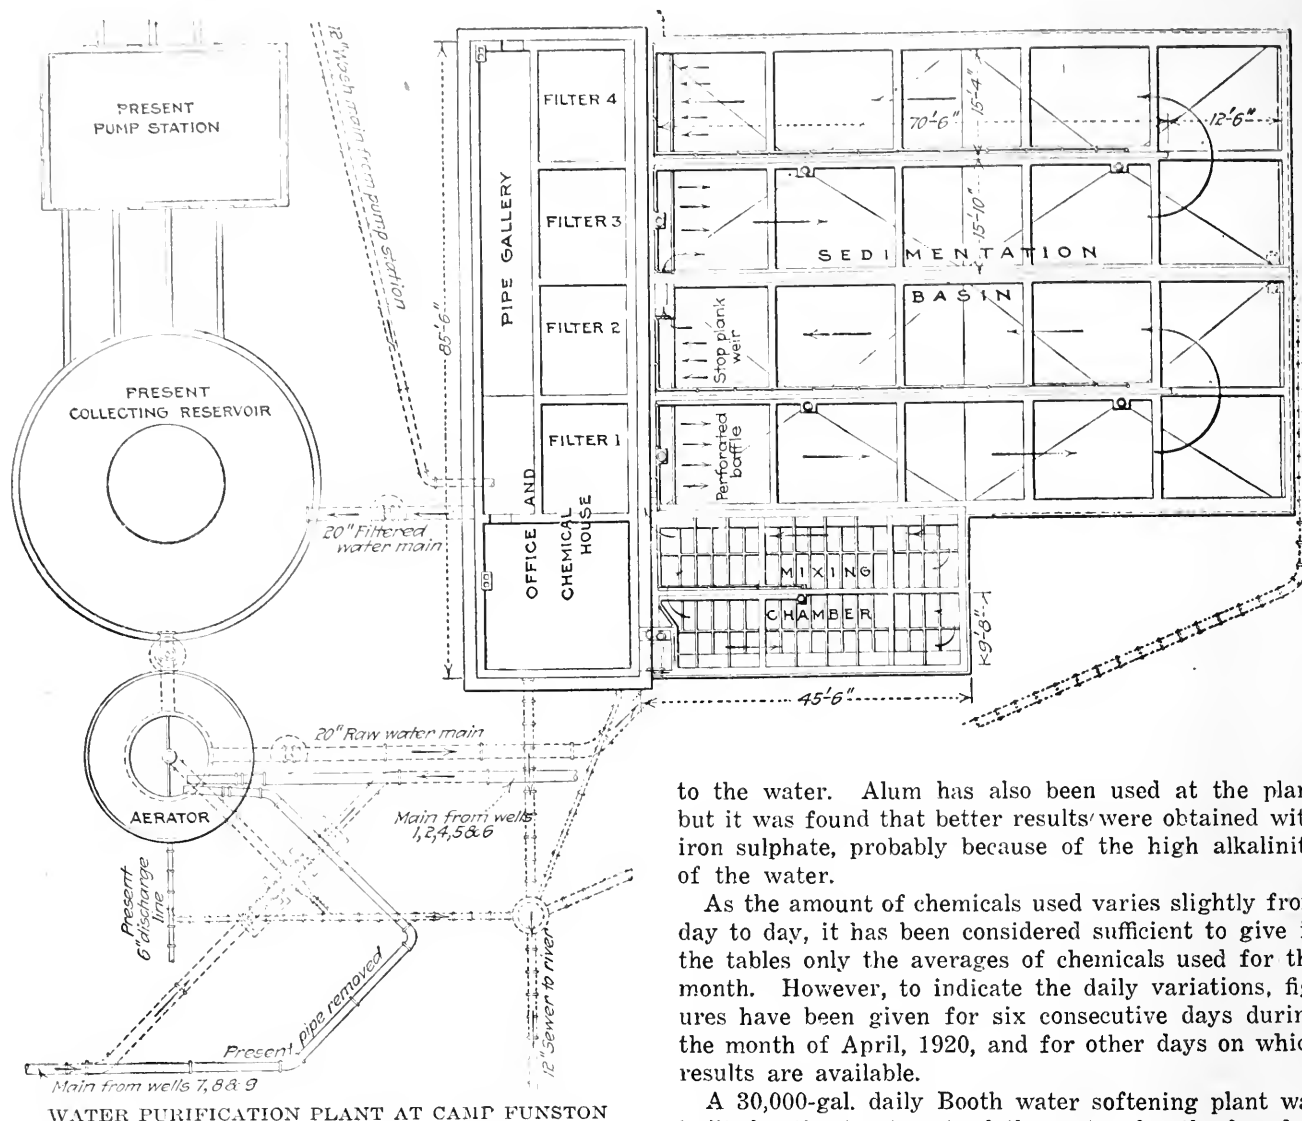 PRESENT
PUMP STATION
12" Wash main from pump station
PRESENT
COLLECTING RESERVOIR
20" Filtered
water main
85'-6"
PIPE GALLERY
FILTER 4
FILTER 3
FILTER 2
FILTER 1
OFFICE AND
CHEMICAL
HOUSE
70'-6"
15'-4"
12'-6"
15'-10"
SEDIMENTATION
BASIN
Stop plank
weir
Perforated
baffle
MIXING
CHAMBER
9'-8"
45'-6"
20" Raw water main
AERATOR
Main from wells
1,2,4,5&6
Present
6" discharge
line
12" Sewer to river
Present pipe removed
Main from wells 7, 8 & 9
WATER PURIFICATION PLANT AT CAMP FUNSTON
to the water. Alum has also been used at the plan
but it was found that better results were obtained wit
iron sulphate, probably because of the high alkalinit
of the water.
As the amount of chemicals used varies slightly fro
day to day, it has been considered sufficient to give i
the tables only the averages of chemicals used for th
month. However, to indicate the daily variations, fig
ures have been given for six consecutive days durin
the month of April, 1920, and for other days on whic
results are available.
A 30,000-gal. daily Booth water softening plant wa